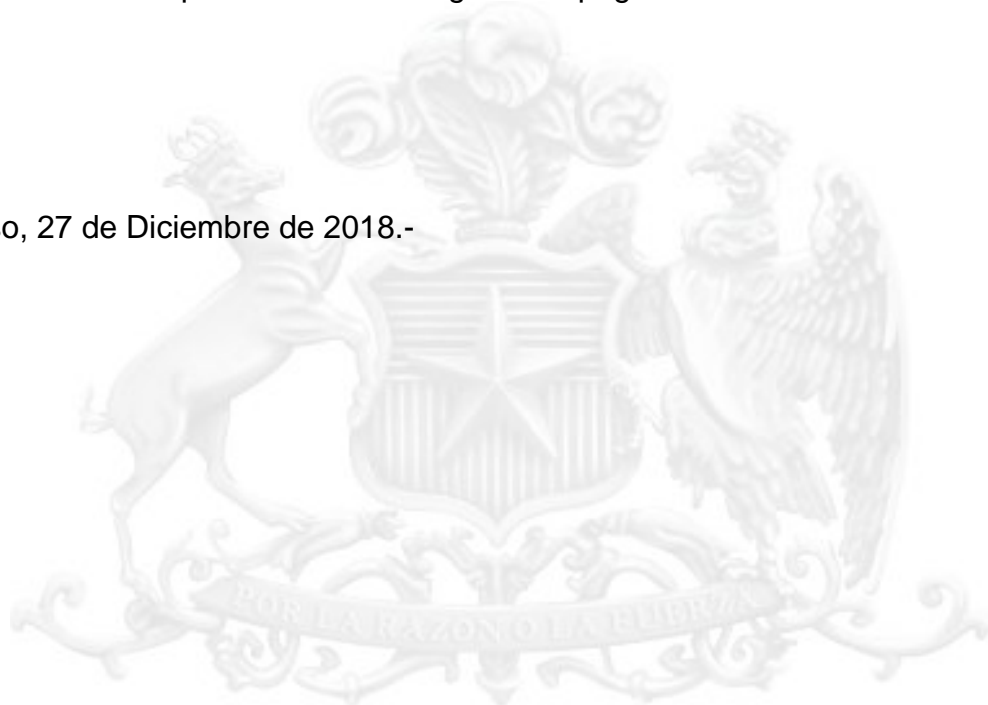 o, 27 de Diciembre de 2018.-
POR LA RAZON O LA FUERZA